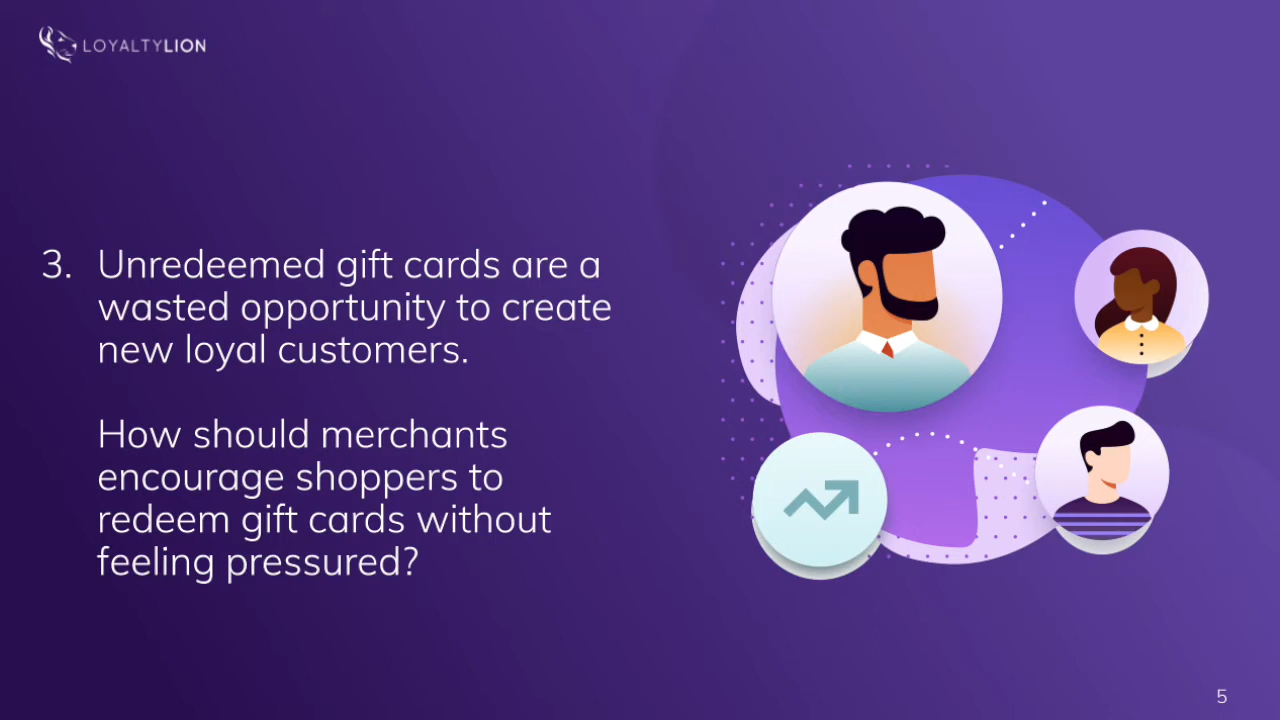 LOYALTYLION
3. Unredeemed gift cards are a
wasted opportunity to create
new loyal customers.
How should merchants
encourage shoppers to
redeem gift cards without
feeling pressured?
5